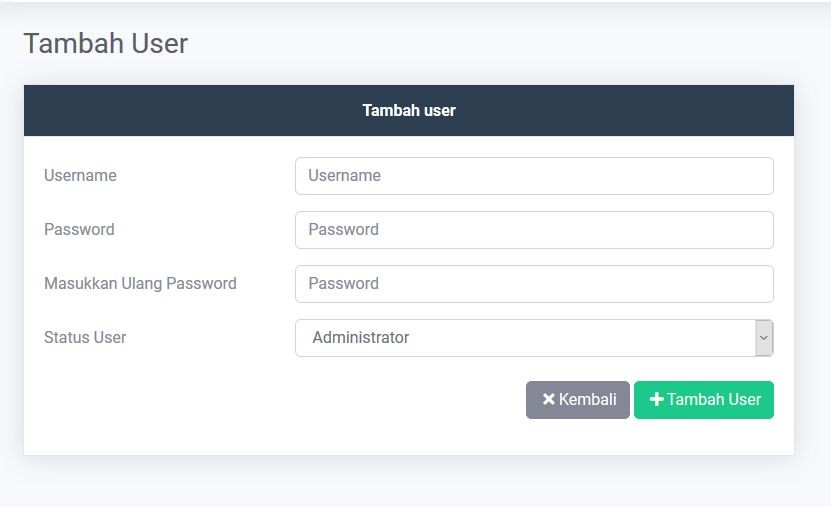 Tambah User
Tambah user
Username Username
Password Password
Masukkan Ulang Password Password
Status User Administrator
Kembali Tambah User